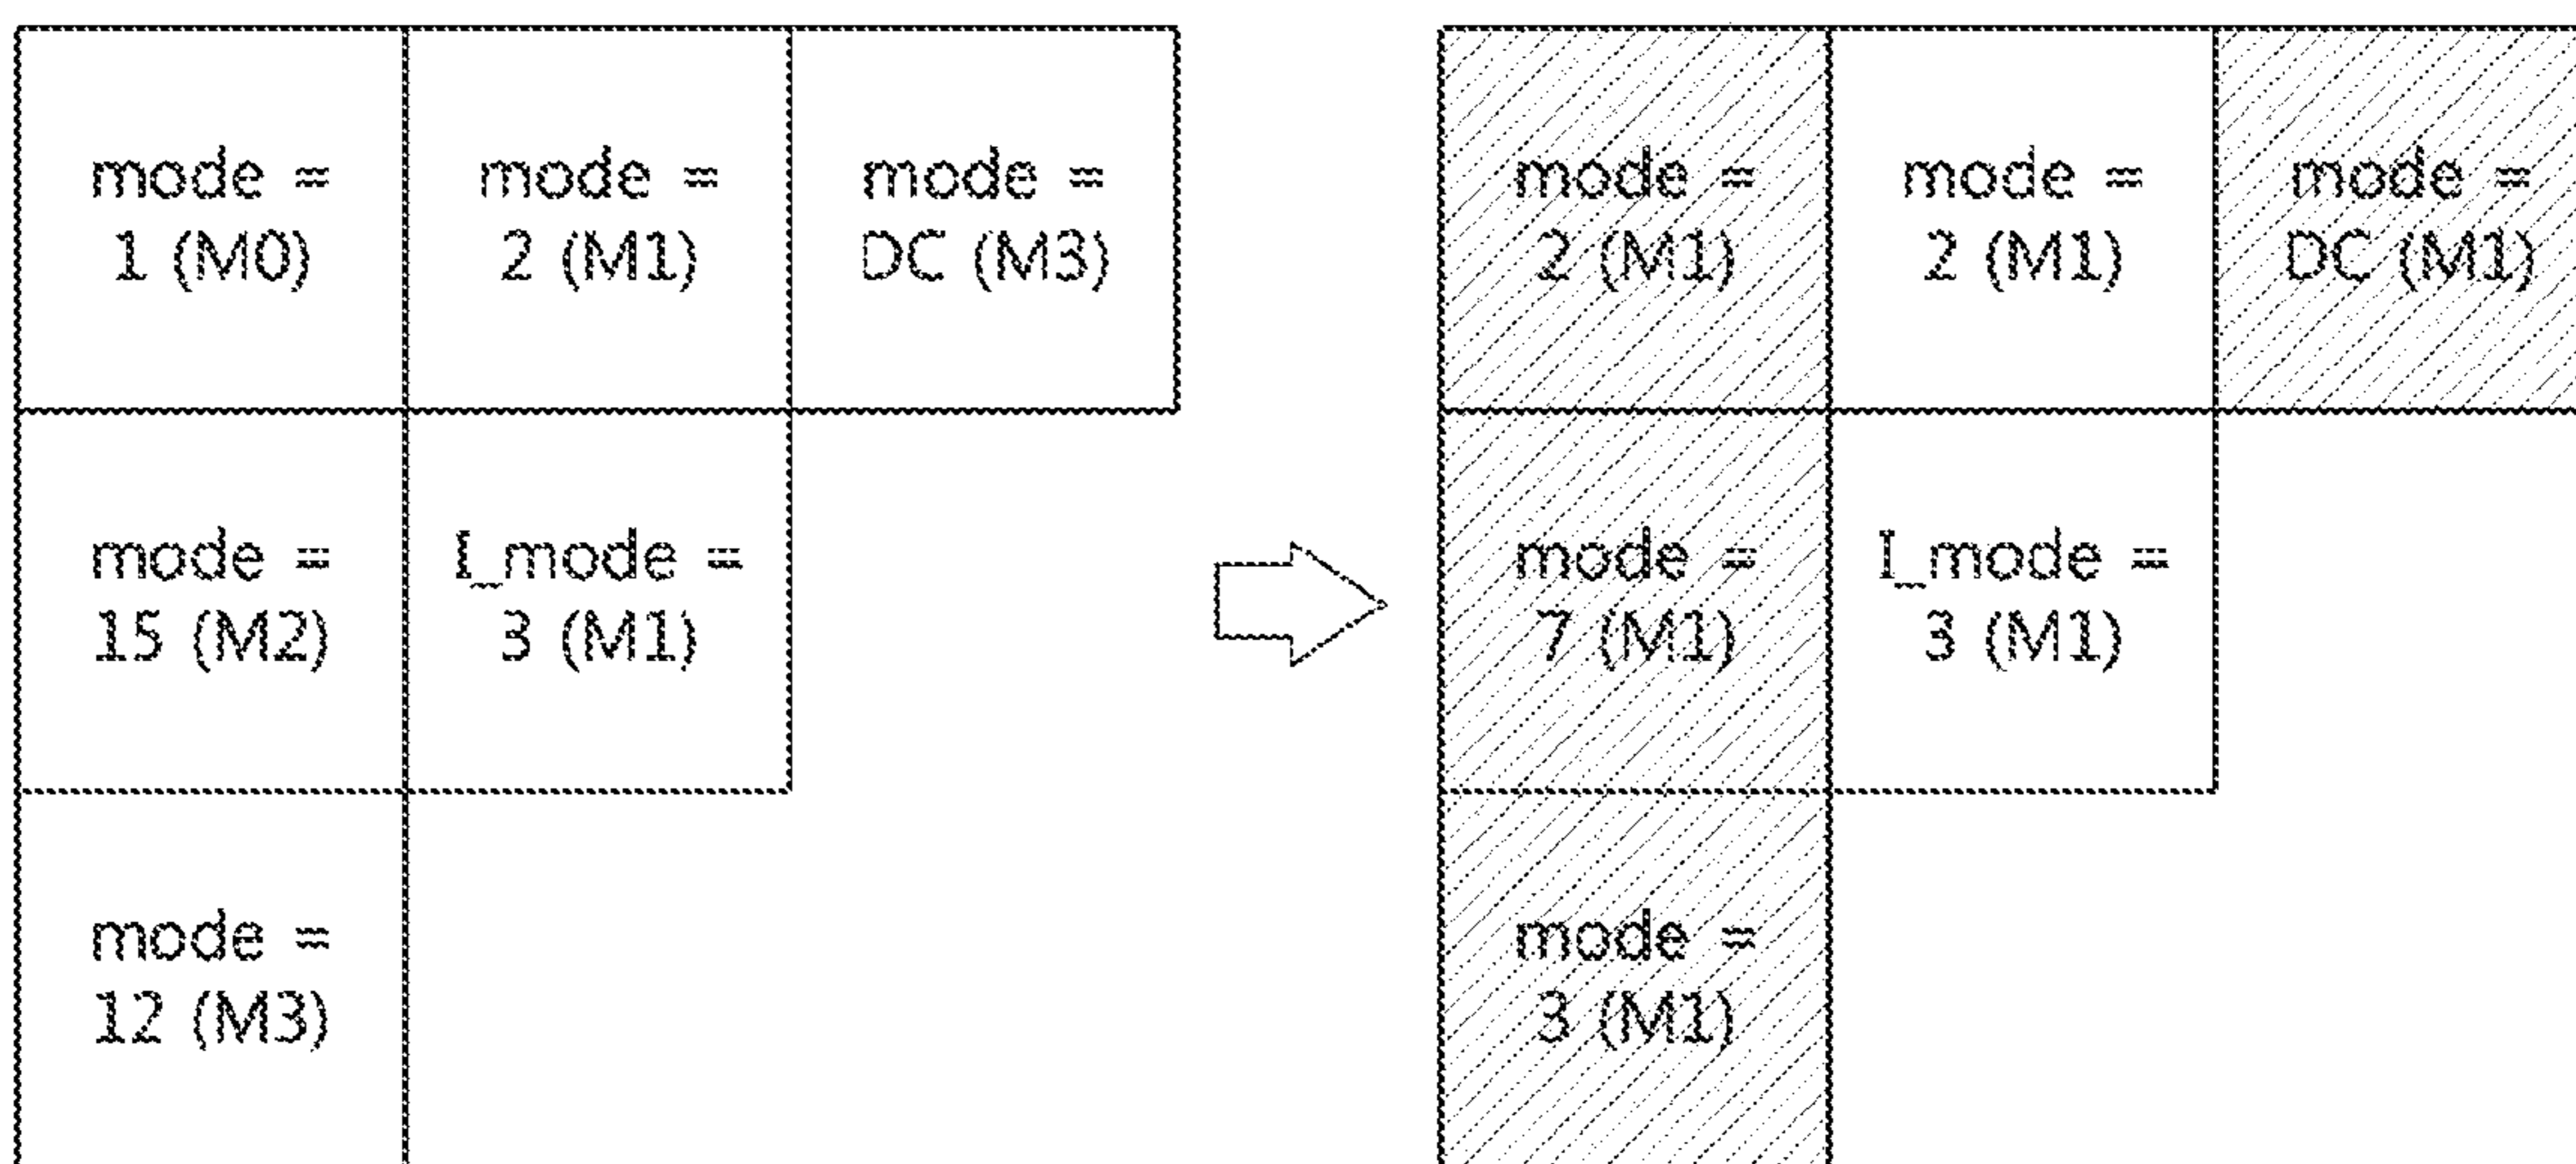 mode =
1 (M0)
mode =
2 (M1)
mode =
DC (M3)
mode =
15 (M2)
I_mode =
3 (M1)
mode =
12 (M3)
mode =
2 (M1)
mode =
2 (M1)
mode =
DC (M1)
mode =
7 (M1)
I_mode =
3 (M1)
mode =
3 (M1)